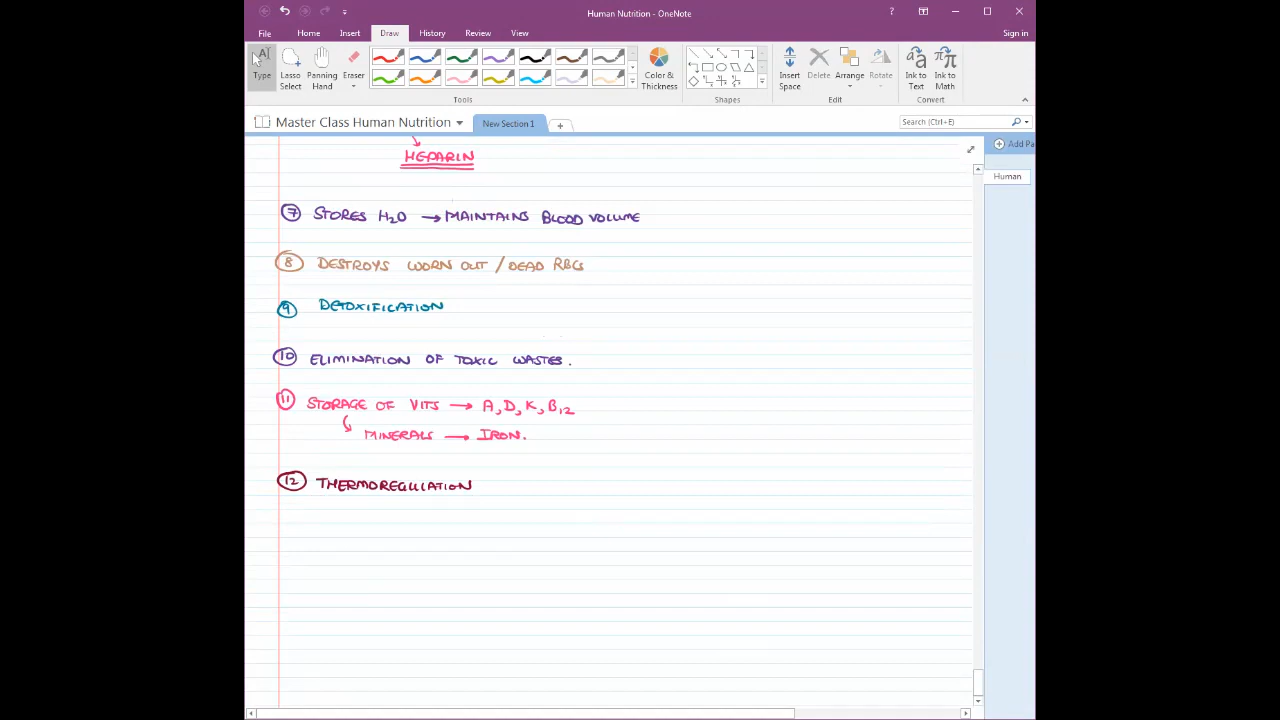 Human Nutrition - OneNote
? 
File Home Insert Draw History Review View Sign in
Type
Lasso Select
Panning Hand
Eraser
Color & Thickness
Insert Space
Delete
Arrange
Rotate
Ink to Text
Ink to Math
Tools Shapes Edit Convert
Master Class Human Nutrition New Section 1 Search (Ctrl+E)
Add Pa
Human
HEPARIN
7 STORES H2O → MAINTAINS BLOOD VOLUME
8 DESTROYS WORN OUT / DEAD RBCs
9 DETOXIFICATION
10 ELIMINATION OF TOXIC WASTES.
11 STORAGE OF VITS → A, D, K, B12
MINERALS → IRON.
12 THERMOREGULATION